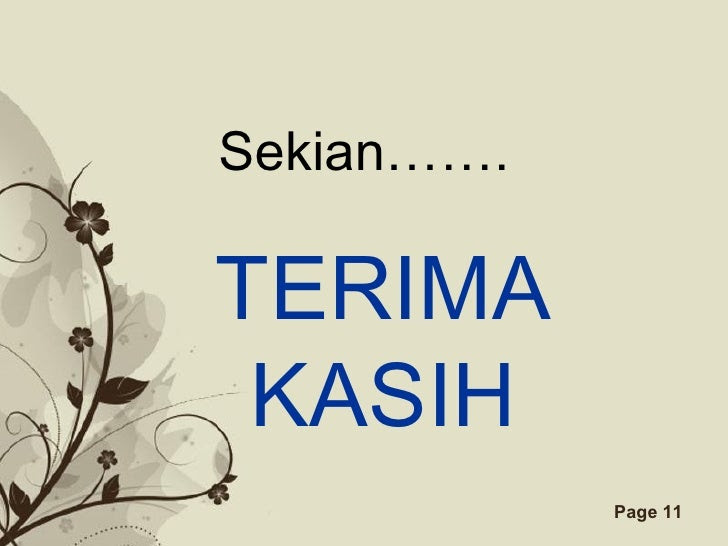 Sekian…….
TERIMA
KASIH
Page 11